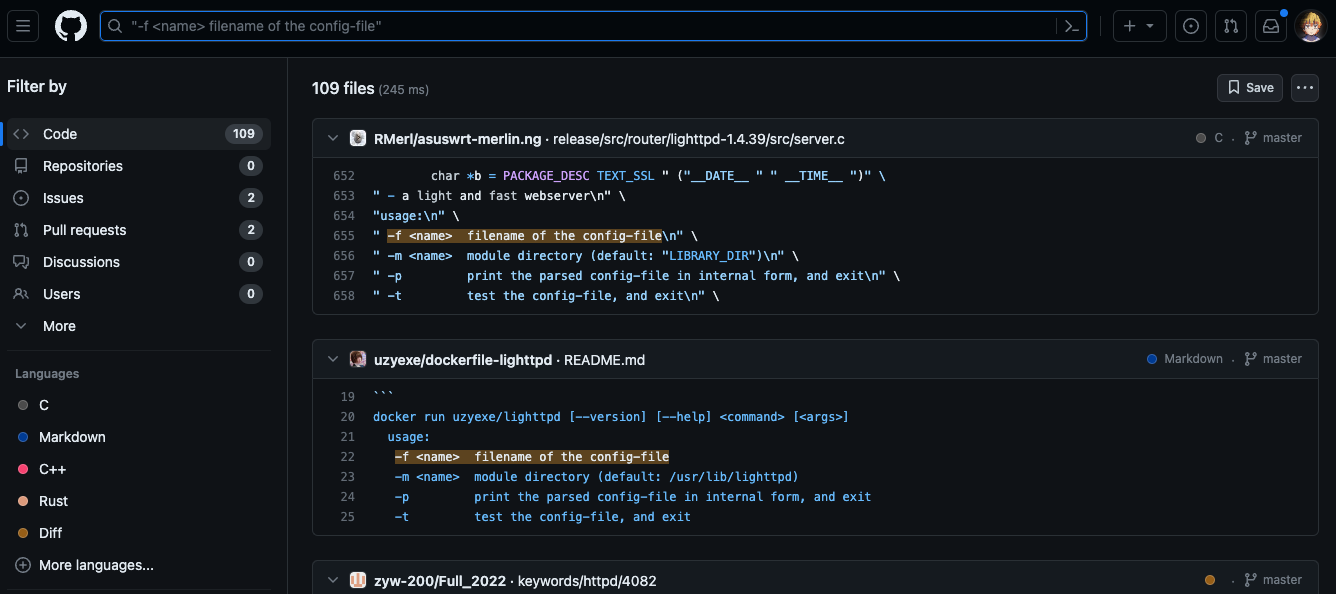 "-f <name> filename of the config-file"
Filter by
Code 109
Repositories 0
Issues 2
Pull requests 2
Discussions 0
Users 0
More
Languages
C
Markdown
C++
Rust
Diff
More languages...
109 files (245 ms)
Save
RMerl/asuswrt-merlin.ng · release/src/router/lighttpd-1.4.39/src/server.c
C · master
652 char *b = PACKAGE_DESC TEXT_SSL " ("__DATE__ " " __TIME__ ")" \
653 " - a light and fast webserver\n" \
654 "usage:\n" \
655 " -f <name>  filename of the config-file\n" \
656 " -m <name>  module directory (default: "LIBRARY_DIR")\n" \
657 " -p         print the parsed config-file in internal form, and exit\n" \
658 " -t         test the config-file, and exit\n" \
uzyexe/dockerfile-lighttpd · README.md
Markdown · master
19 ```
20 docker run uzyexe/lighttpd [--version] [--help] <command> [<args>]
21   usage:
22    -f <name>  filename of the config-file
23    -m <name>  module directory (default: /usr/lib/lighttpd)
24    -p         print the parsed config-file in internal form, and exit
25    -t         test the config-file, and exit
zyw-200/Full_2022 · keywords/httpd/4082
· master